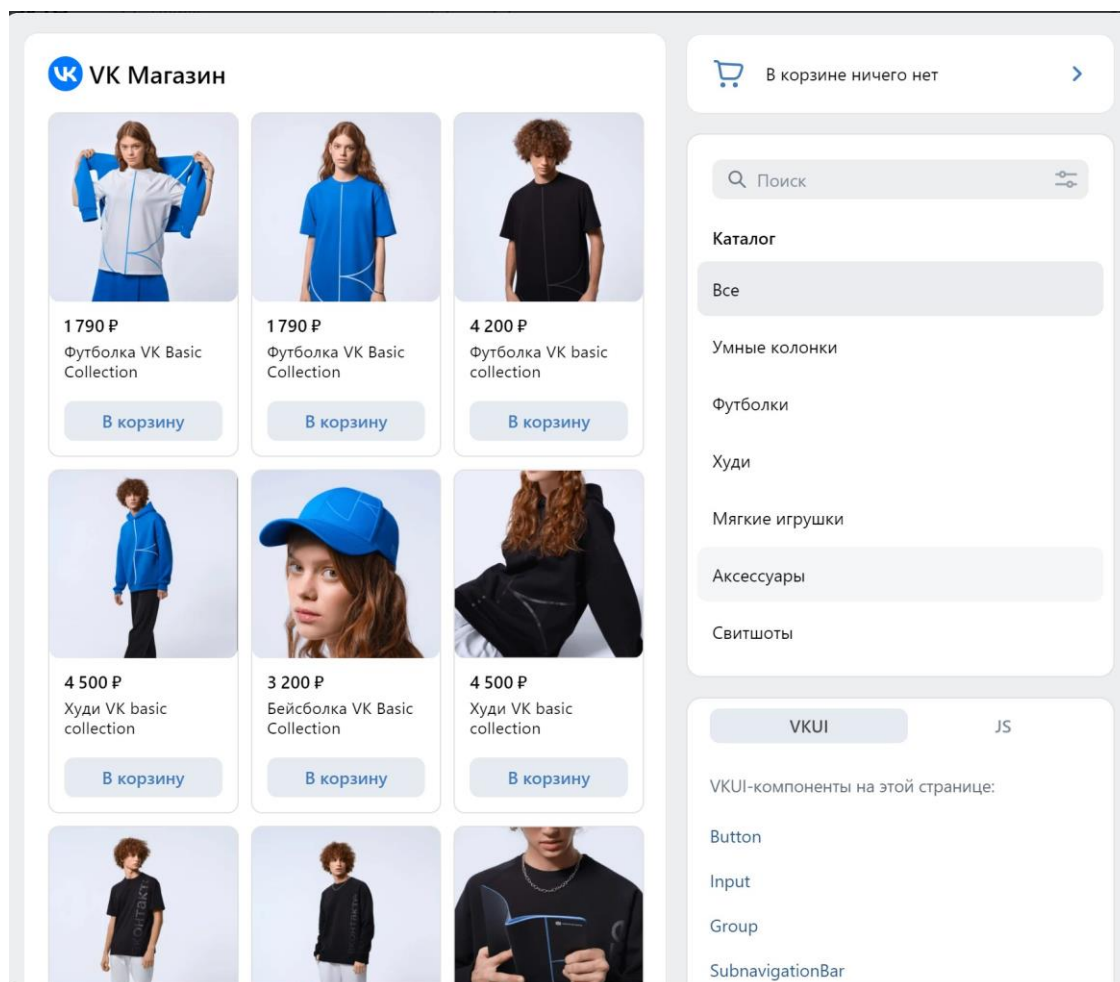 VK Магазин
1 790 ₽
Футболка VK Basic
Collection
В корзину
1 790 ₽
Футболка VK Basic
Collection
В корзину
4 200 ₽
Футболка VK basic
collection
В корзину
4 500 ₽
Худи VK basic
collection
В корзину
3 200 ₽
Бейсболка VK Basic
Collection
В корзину
4 500 ₽
Худи VK basic
collection
В корзину
В корзине ничего нет
Поиск
Каталог
Все
Умные колонки
Футболки
Худи
Мягкие игрушки
Аксессуары
Свитшоты
VKUI
JS
VKUI-компоненты на этой странице:
Button
Input
Group
SubnavigationBar